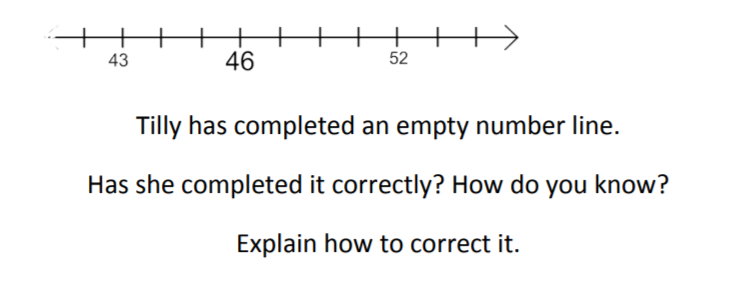 43 46 52
Tilly has completed an empty number line.
Has she completed it correctly? How do you know?
Explain how to correct it.